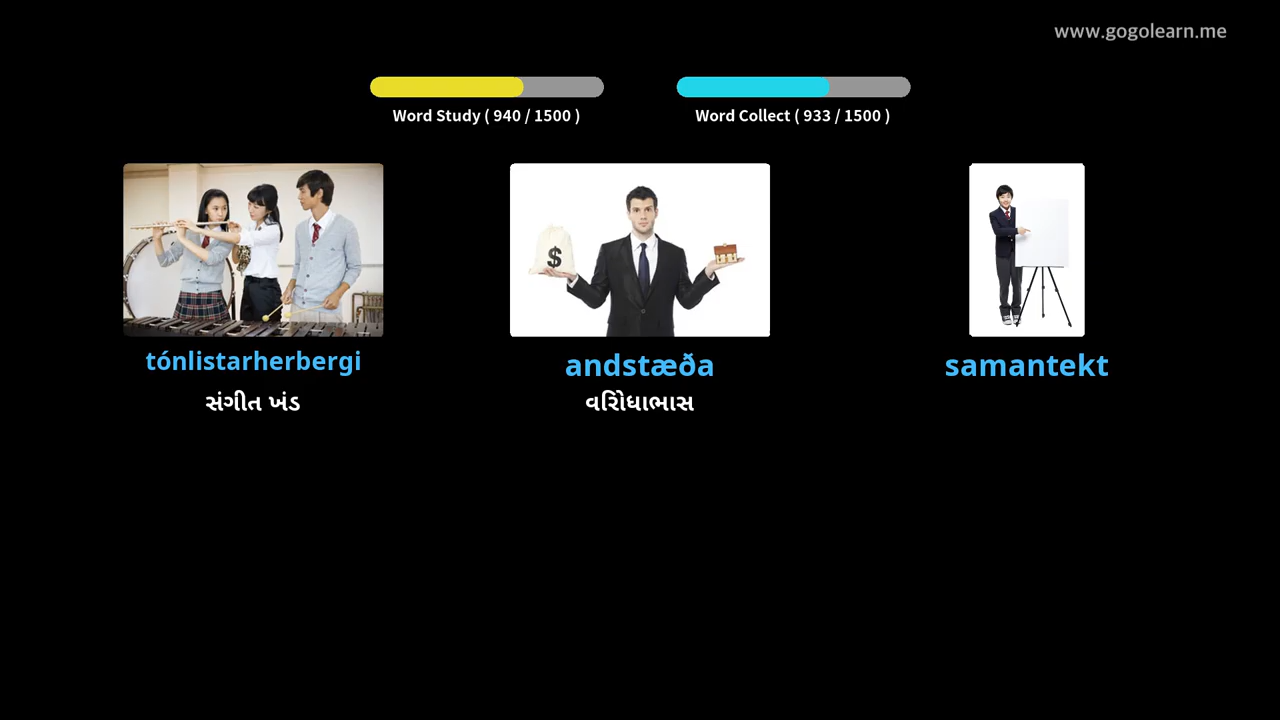 www.gogolearn.me
Word Study ( 940 / 1500 )
Word Collect ( 933 / 1500 )
$
tónlistarherbergi
andstæða
samantekt
સંગીત ખંડ
વિરોધાભાસ